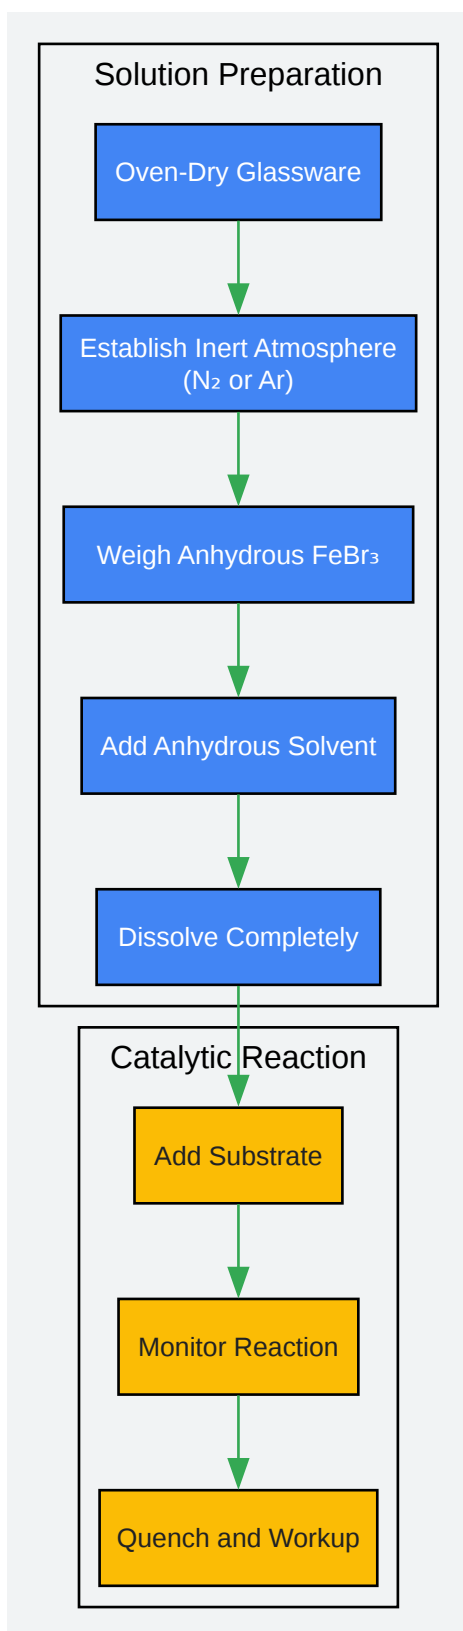 Solution Preparation
Oven-Dry Glassware
Establish Inert Atmosphere
(N₂ or Ar)
Weigh Anhydrous FeBr₃
Add Anhydrous Solvent
Dissolve Completely
Catalytic Reaction
Add Substrate
Monitor Reaction
Quench and Workup